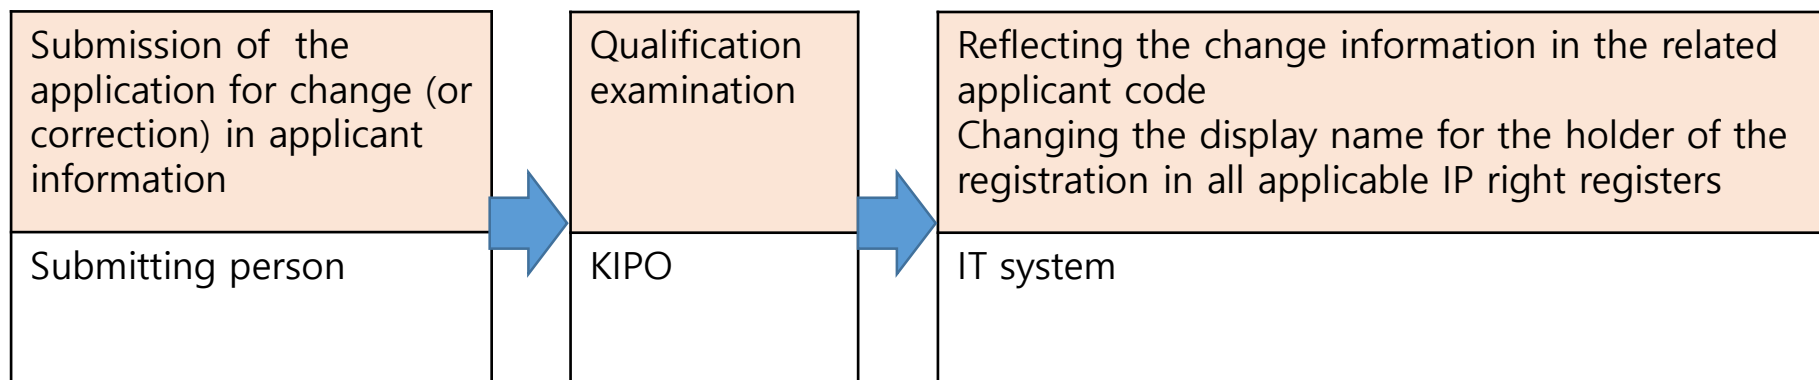 Submission of the
application for change (or
correction) in applicant
information
Submitting person
Qualification
examination
KIPO
Reflecting the change information in the related
applicant code
Changing the display name for the holder of the
registration in all applicable IP right registers
IT system